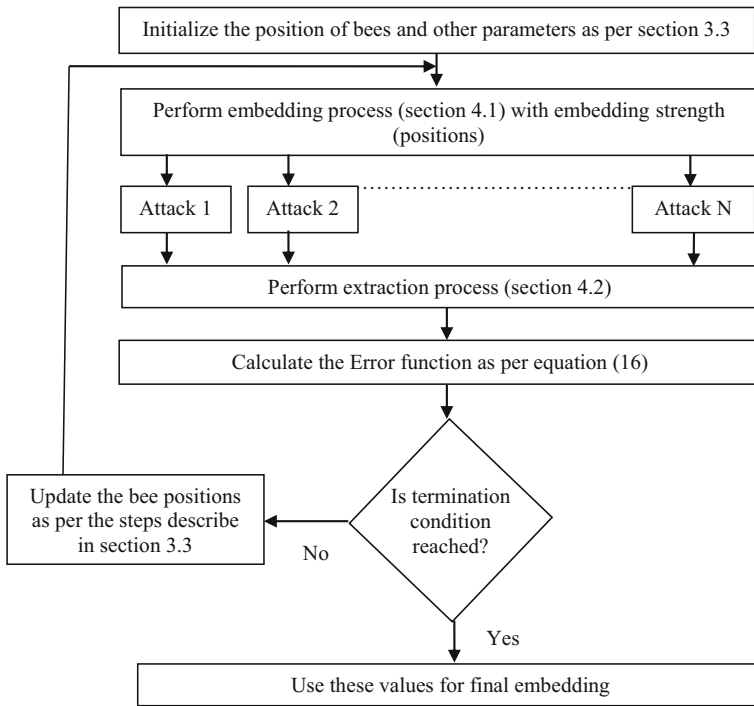 Initialize the position of bees and other parameters as per section 3.3
Perform embedding process (section 4.1) with embedding strength
(positions)
Attack 1
Attack 2
Attack N
Perform extraction process (section 4.2)
Calculate the Error function as per equation (16)
Is termination
condition
reached?
Update the bee positions
as per the steps describe
in section 3.3
No
Yes
Use these values for final embedding